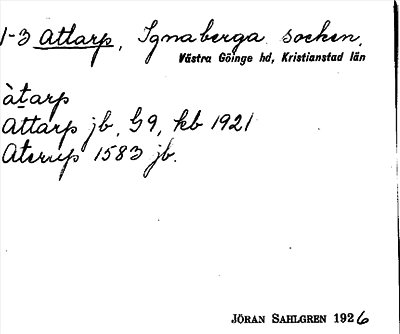 1-3 Attarp, Ignaberga socken,
Västra Göinge hd, Kristianstad län
àtarp
Attarp jb, G9, kb 1921
Aterup 1583 jb.
JÖRAN SAHLGREN 1926